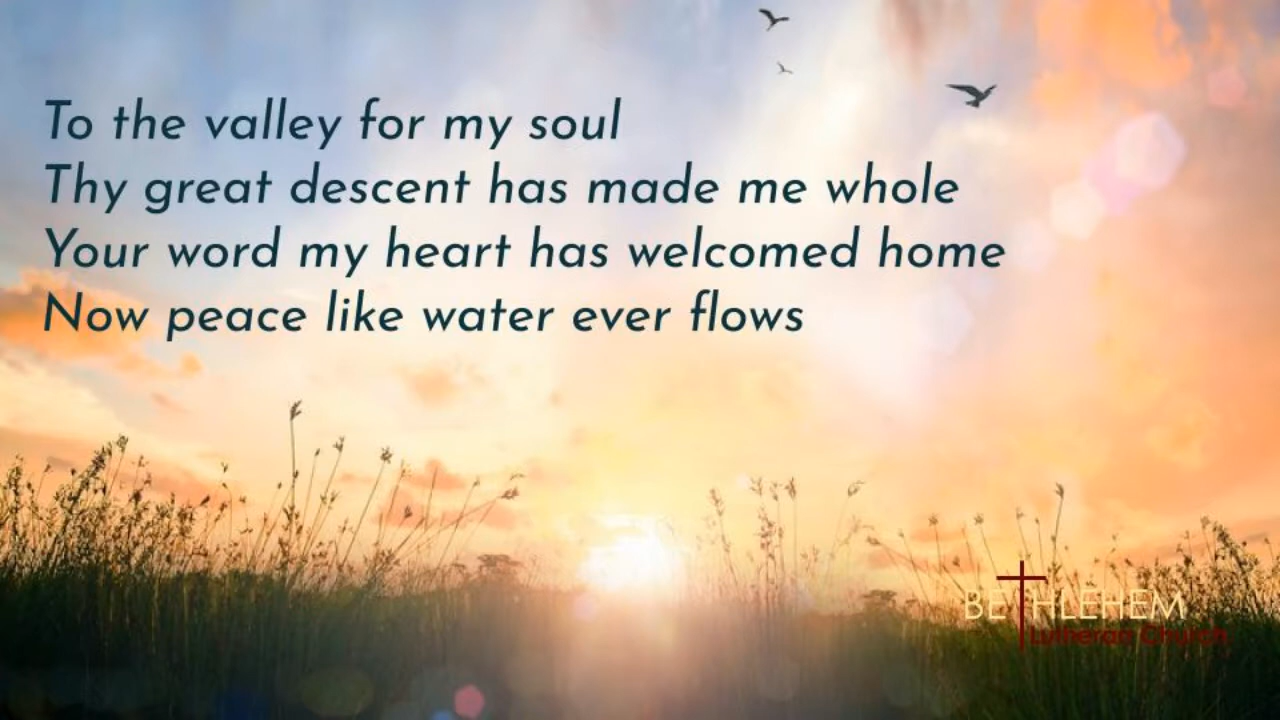 To the valley for my soul
Thy great descent has made me whole
Your word my heart has welcomed home
Now peace like water ever flows
BETHLEHEM
Lutheran Church